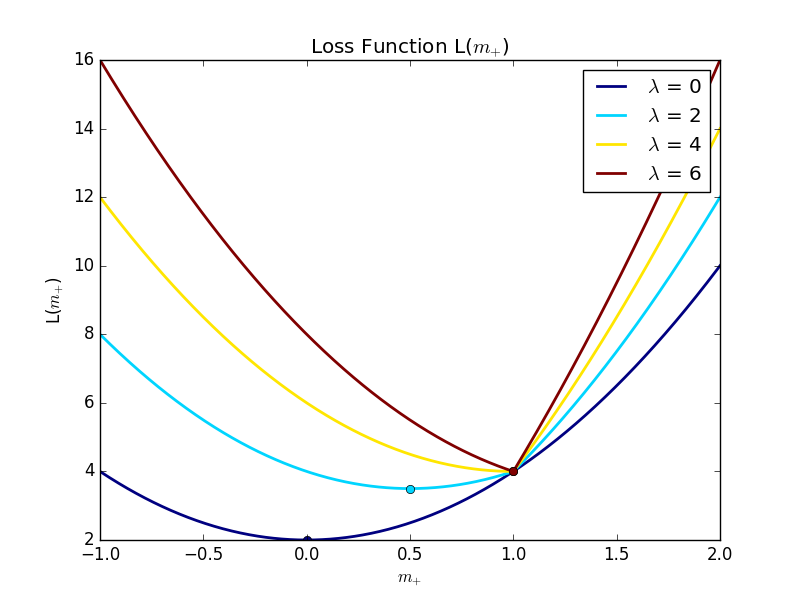 Loss Function L(m₊)
16
14
12
10
8
6
4
2
L(m₊)
λ = 0
λ = 2
λ = 4
λ = 6
−1.0 −0.5 0.0 0.5 1.0 1.5 2.0
m₊